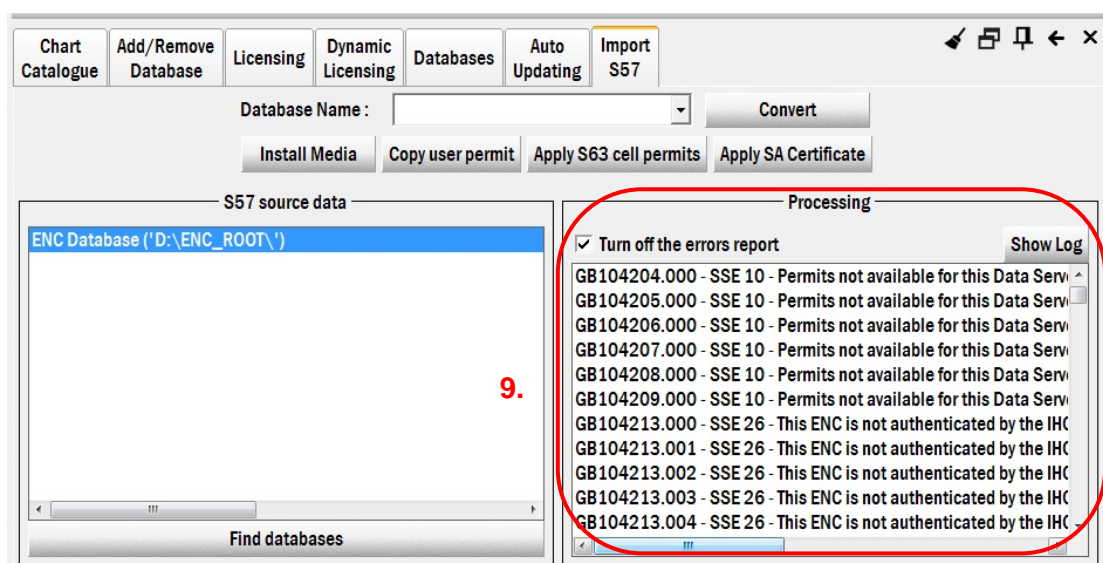 Chart Catalogue
Add/Remove Database
Licensing
Dynamic Licensing
Databases
Auto Updating
Import S57
Database Name :
Convert
Install Media
Copy user permit
Apply S63 cell permits
Apply SA Certificate
S57 source data
ENC Database ('D:\ENC_ROOT\')
Find databases
9.
Processing
Turn off the errors report
Show Log
GB104204.000 - SSE 10 - Permits not available for this Data Serv
GB104205.000 - SSE 10 - Permits not available for this Data Serv
GB104206.000 - SSE 10 - Permits not available for this Data Serv
GB104207.000 - SSE 10 - Permits not available for this Data Serv
GB104208.000 - SSE 10 - Permits not available for this Data Serv
GB104209.000 - SSE 10 - Permits not available for this Data Serv
GB104213.000 - SSE 26 - This ENC is not authenticated by the IHO
GB104213.001 - SSE 26 - This ENC is not authenticated by the IHO
GB104213.002 - SSE 26 - This ENC is not authenticated by the IHO
GB104213.003 - SSE 26 - This ENC is not authenticated by the IHO
GB104213.004 - SSE 26 - This ENC is not authenticated by the IHO